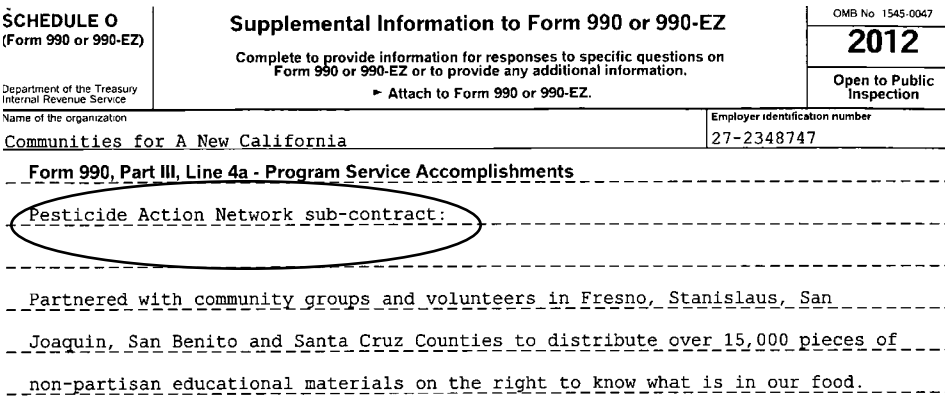 SCHEDULE O
(Form 990 or 990-EZ)
Department of the Treasury
Internal Revenue Service
Supplemental Information to Form 990 or 990-EZ
Complete to provide information for responses to specific questions on
Form 990 or 990-EZ or to provide any additional information.
► Attach to Form 990 or 990-EZ.
OMB No 1545-0047
2012
Open to Public
Inspection
Name of the organization
Employer identification number
Communities for A New California
27-2348747
Form 990, Part III, Line 4a - Program Service Accomplishments
Pesticide Action Network sub-contract:
Partnered with community groups and volunteers in Fresno, Stanislaus, San
Joaquin, San Benito and Santa Cruz Counties to distribute over 15,000 pieces of
non-partisan educational materials on the right to know what is in our food.